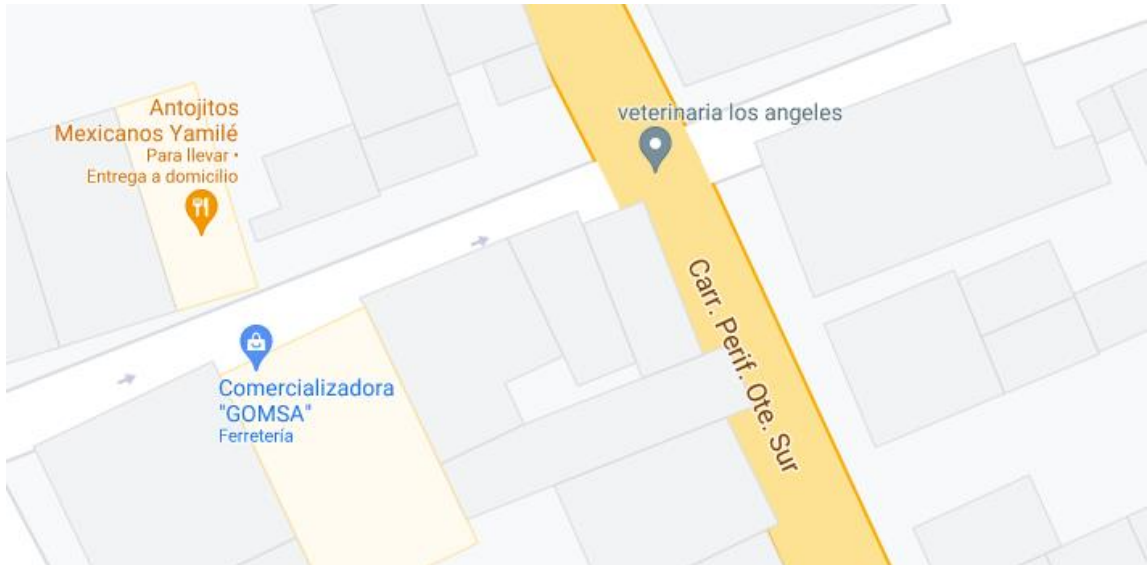 Antojitos
Mexicanos Yamilé
Para llevar •
Entrega a domicilio
veterinaria los angeles
Carr. Perif. Ote. Sur
Comercializadora
"GOMSA"
Ferretería